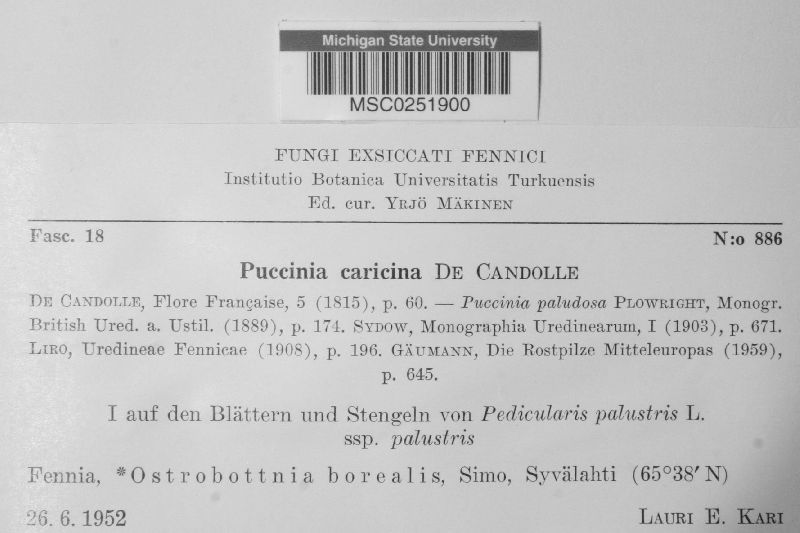 Michigan State University
MSC0251900
FUNGI EXSICCATI FENNICI
Institutio Botanica Universitatis Turkuensis
Ed. cur. YRJÖ MÄKINEN
Fasc. 18 N:o 886
Puccinia caricina DE CANDOLLE
DE CANDOLLE, Flore Française, 5 (1815), p. 60. — Puccinia paludosa PLOWRIGHT, Monogr.
British Ured. a. Ustil. (1889), p. 174. SYDOW, Monographia Uredinearum, I (1903), p. 671.
LIRO, Uredineae Fennicae (1908), p. 196. GÄUMANN, Die Rostpilze Mitteleuropas (1959),
p. 645.
I auf den Blättern und Stengeln von Pedicularis palustris L.
ssp. palustris
Fennia, *Ostrobottnia borealis, Simo, Syvälahti (65°38′ N)
26. 6. 1952 LAURI E. KARI